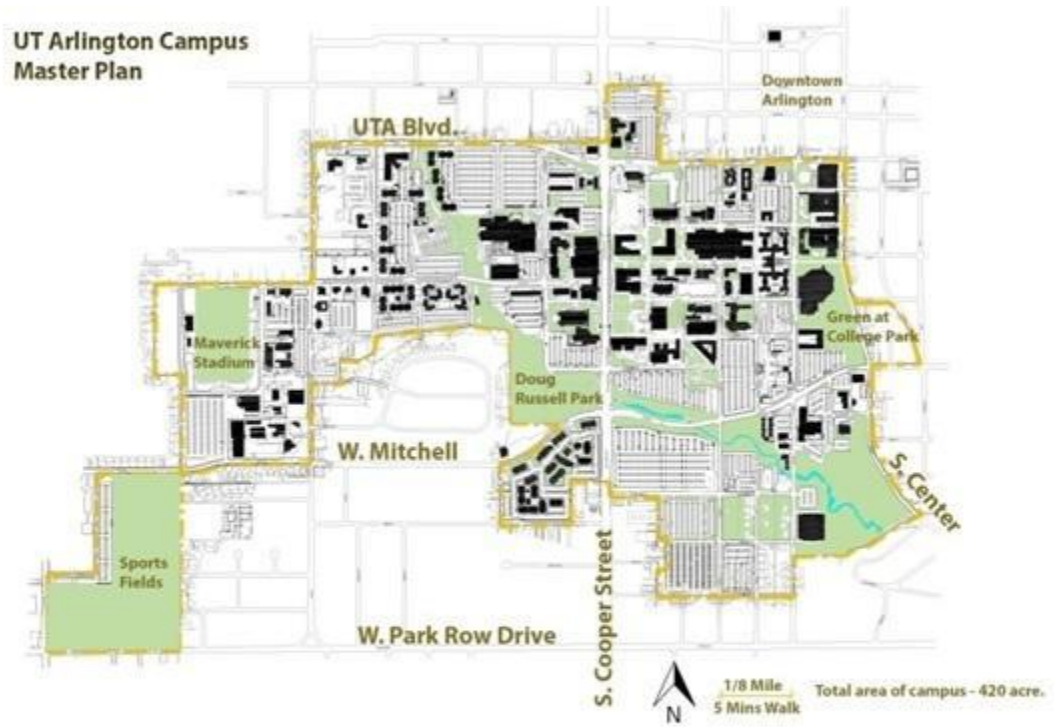 UT Arlington Campus
Master Plan
Downtown
Arlington
UTA Blvd.
Maverick
Stadium
Green at
College Park
Doug
Russell Park
W. Mitchell
S. Center
Sports
Fields
S. Cooper Street
W. Park Row Drive
N
1/8 Mile
5 Mins Walk
Total area of campus - 420 acre.